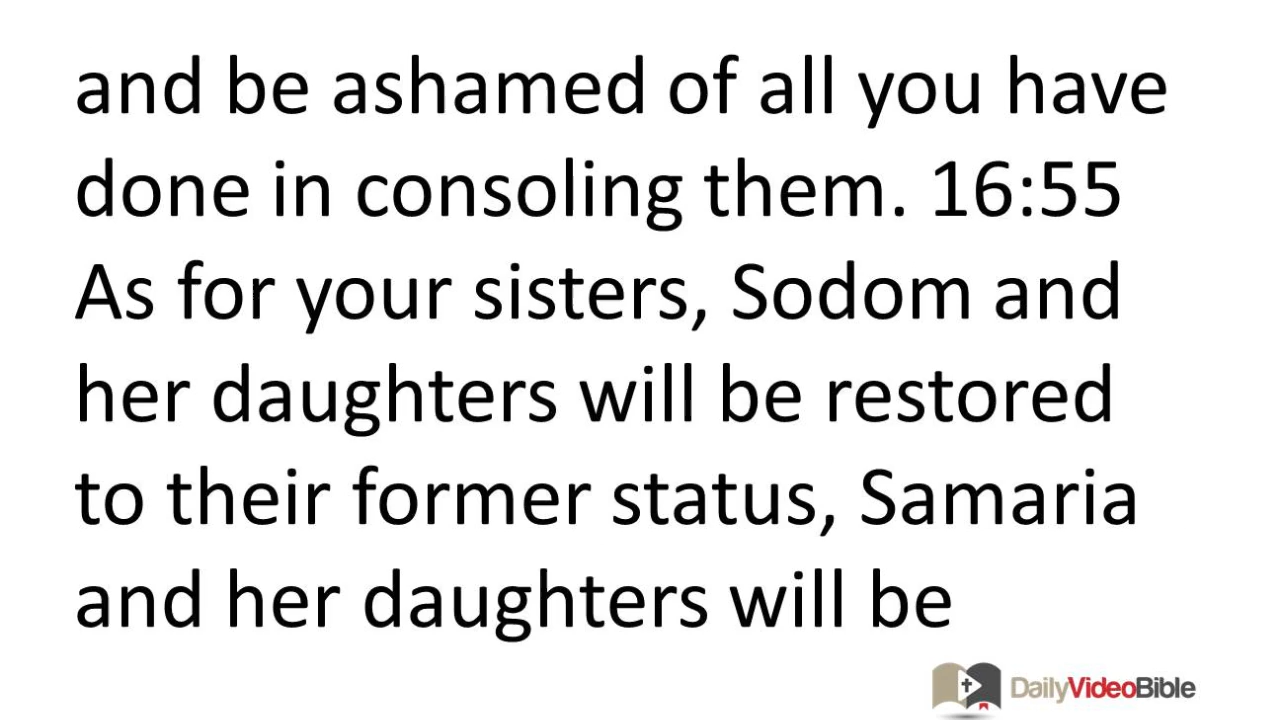 and be ashamed of all you have
done in consoling them. 16:55
As for your sisters, Sodom and
her daughters will be restored
to their former status, Samaria
and her daughters will be
DailyVideoBible